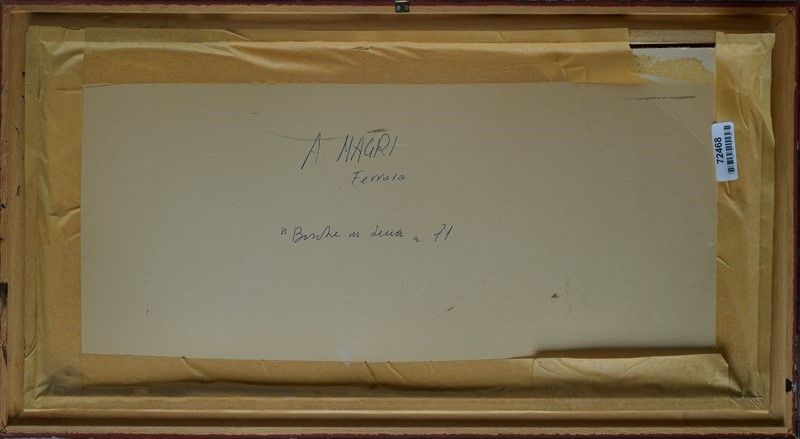 A MAGRI
Ferrara
"Barche in secca" 71
72468